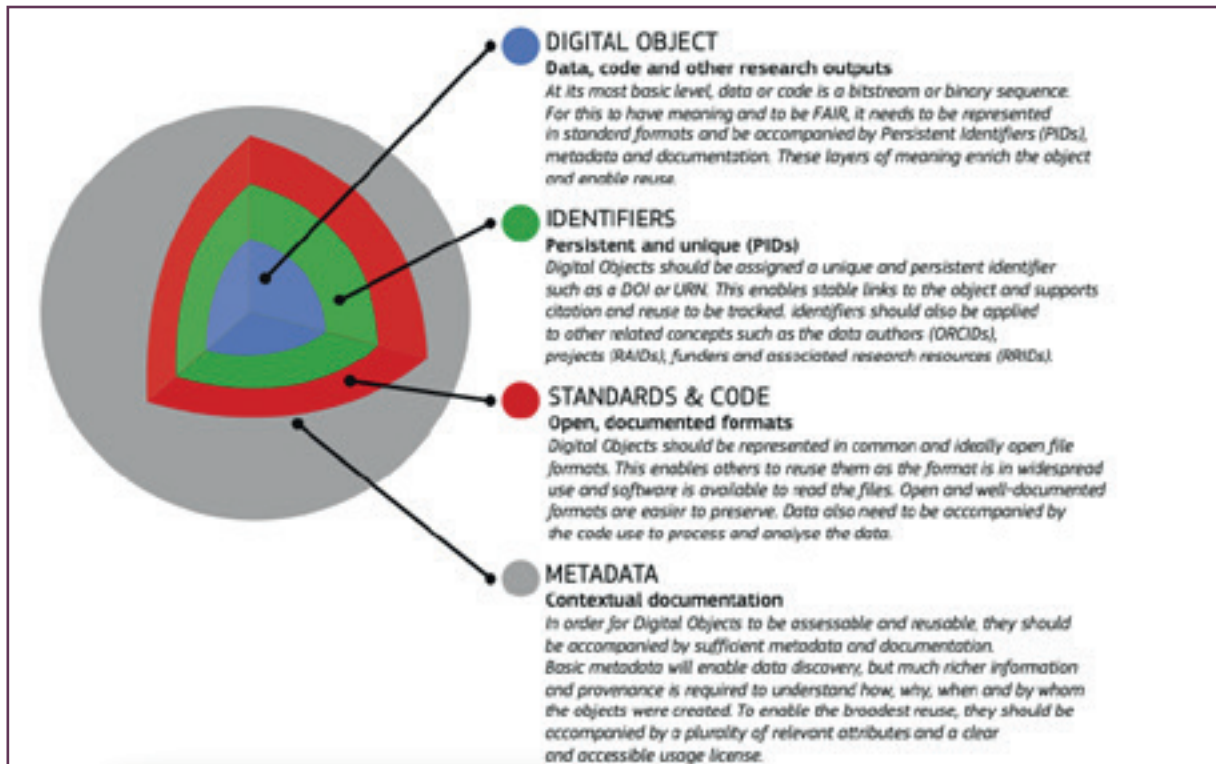 DIGITAL OBJECT
Data, code and other research outputs
At its most basic level, data or code is a bitstream or binary sequence.
For this to have meaning and to be FAIR, it needs to be represented
in standard formats and be accompanied by Persistent Identifiers (PIDs),
metadata and documentation. These layers of meaning enrich the object
and enable reuse.
IDENTIFIERS
Persistent and unique (PIDs)
Digital Objects should be assigned a unique and persistent identifier
such as a DOI or URN. This enables stable links to the object and supports
citation and reuse to be tracked. Identifiers should also be applied
to other related concepts such as the data authors (ORCIDs),
projects (RAIDs), funders and associated research resources (RRIDs).
STANDARDS & CODE
Open, documented formats
Digital Objects should be represented in common and ideally open file
formats. This enables others to reuse them as the format is in widespread
use and software is available to read the files. Open and well-documented
formats are easier to preserve. Data also need to be accompanied by
the code use to process and analyse the data.
METADATA
Contextual documentation
In order for Digital Objects to be assessable and reusable, they should
be accompanied by sufficient metadata and documentation.
Basic metadata will enable data discovery, but much richer information
and provenance is required to understand how, why, when and by whom
the objects were created. To enable the broadest reuse, they should be
accompanied by a plurality of relevant attributes and a clear
and accessible usage license.